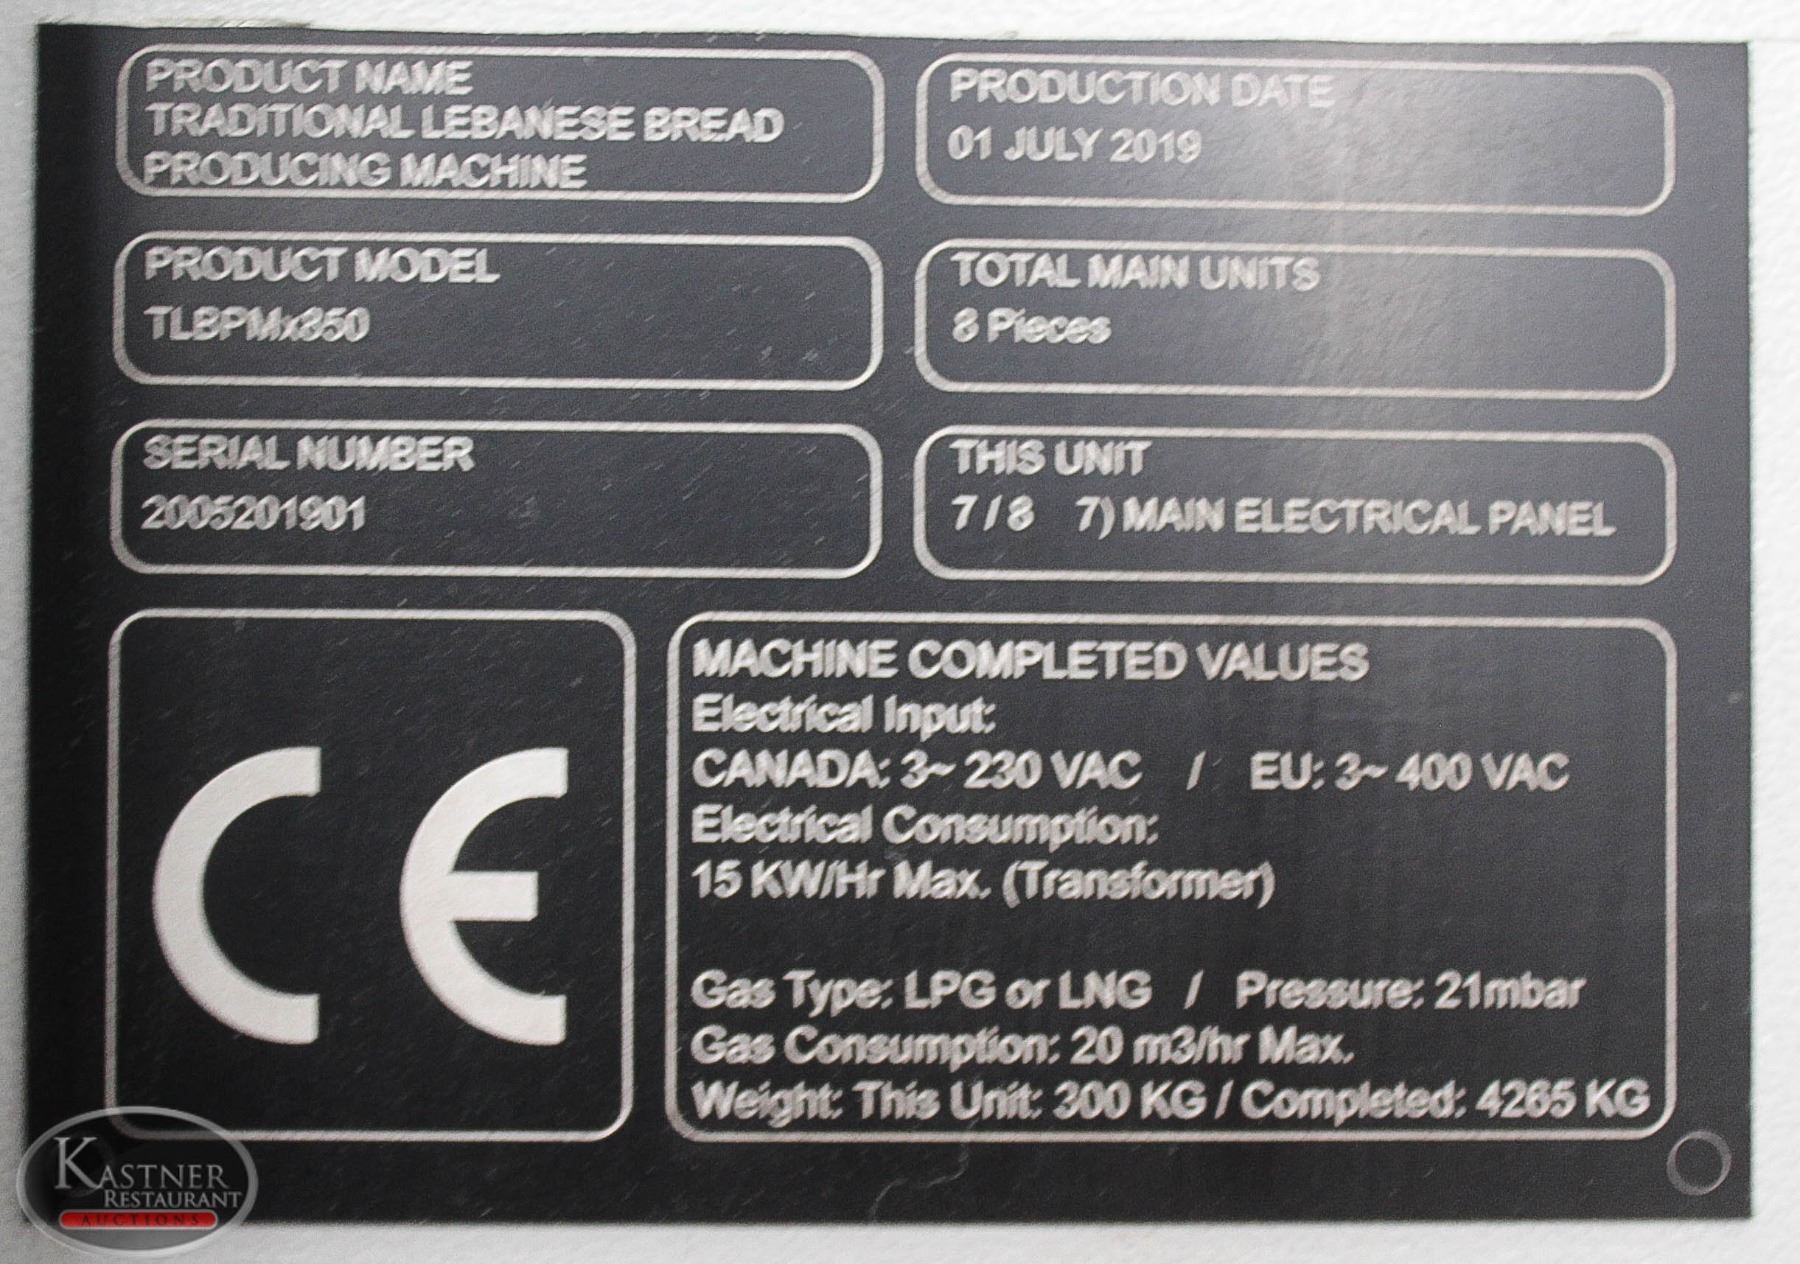 PRODUCT NAME
TRADITIONAL LEBANESE BREAD
PRODUCING MACHINE
PRODUCTION DATE
01 JULY 2019
PRODUCT MODEL
TLBPMx850
TOTAL MAIN UNITS
8 Pieces
SERIAL NUMBER
2005201901
THIS UNIT
7 / 8 7) MAIN ELECTRICAL PANEL
CE
MACHINE COMPLETED VALUES
Electrical Input:
CANADA: 3~ 230 VAC / EU: 3~ 400 VAC
Electrical Consumption:
15 KW/Hr Max. (Transformer)
Gas Type: LPG or LNG / Pressure: 21mbar
Gas Consumption: 20 m3/hr Max.
Weight: This Unit: 300 KG / Completed: 4265 KG
KASTNER
RESTAURANT
AUCTIONS